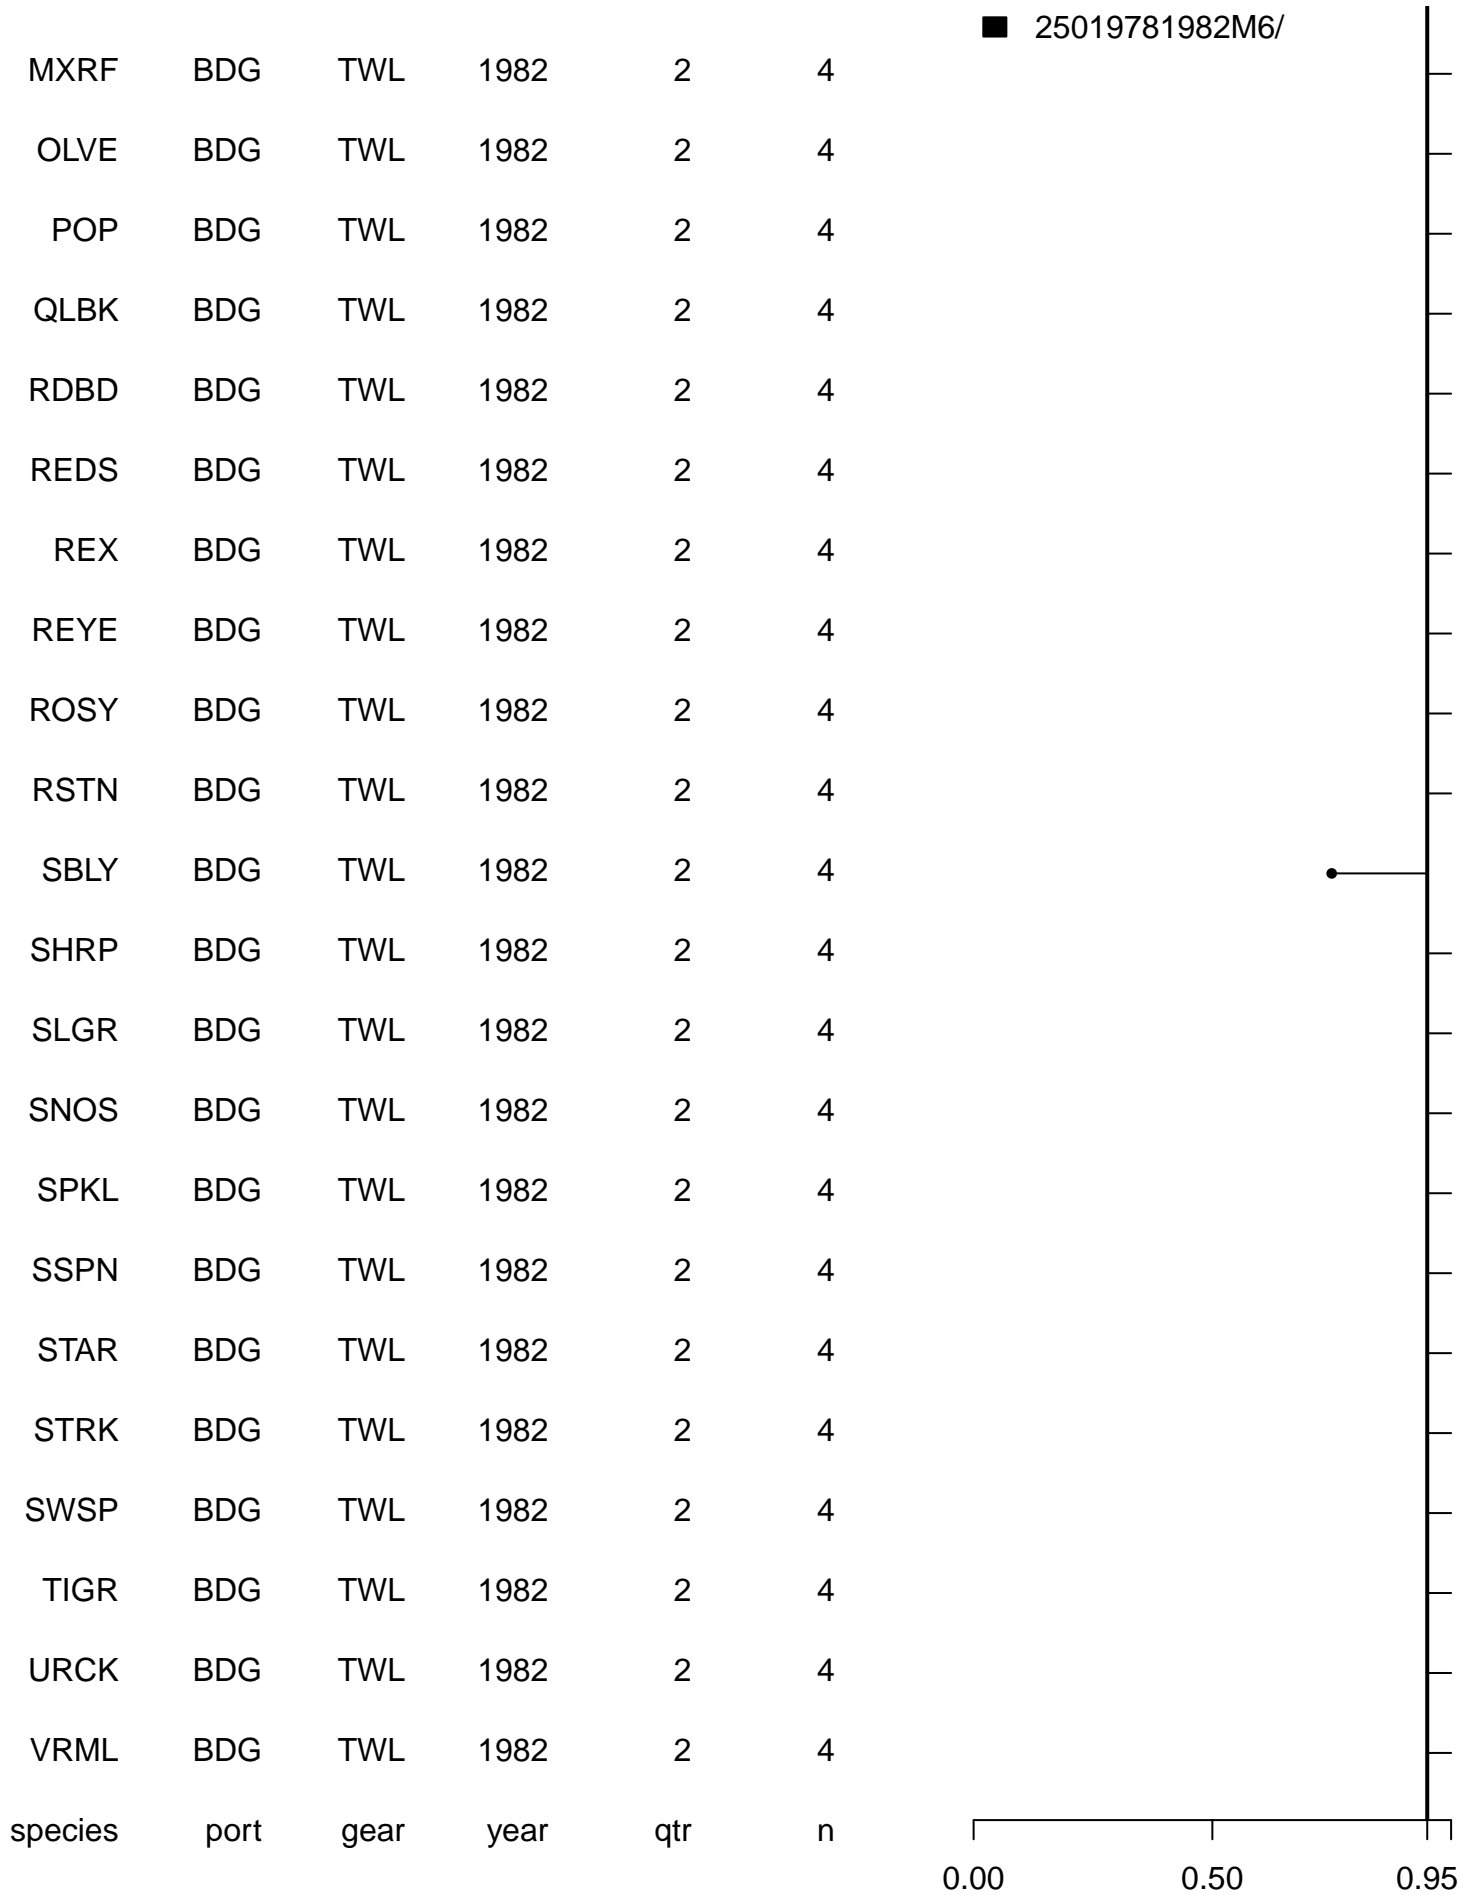 25019781982M6/
MXRF BDG TWL 1982 2 4
OLVE BDG TWL 1982 2 4
POP BDG TWL 1982 2 4
QLBK BDG TWL 1982 2 4
RDBD BDG TWL 1982 2 4
REDS BDG TWL 1982 2 4
REX BDG TWL 1982 2 4
REYE BDG TWL 1982 2 4
ROSY BDG TWL 1982 2 4
RSTN BDG TWL 1982 2 4
SBLY BDG TWL 1982 2 4
SHRP BDG TWL 1982 2 4
SLGR BDG TWL 1982 2 4
SNOS BDG TWL 1982 2 4
SPKL BDG TWL 1982 2 4
SSPN BDG TWL 1982 2 4
STAR BDG TWL 1982 2 4
STRK BDG TWL 1982 2 4
SWSP BDG TWL 1982 2 4
TIGR BDG TWL 1982 2 4
URCK BDG TWL 1982 2 4
VRML BDG TWL 1982 2 4
species port gear year qtr n
0.00 0.50 0.95